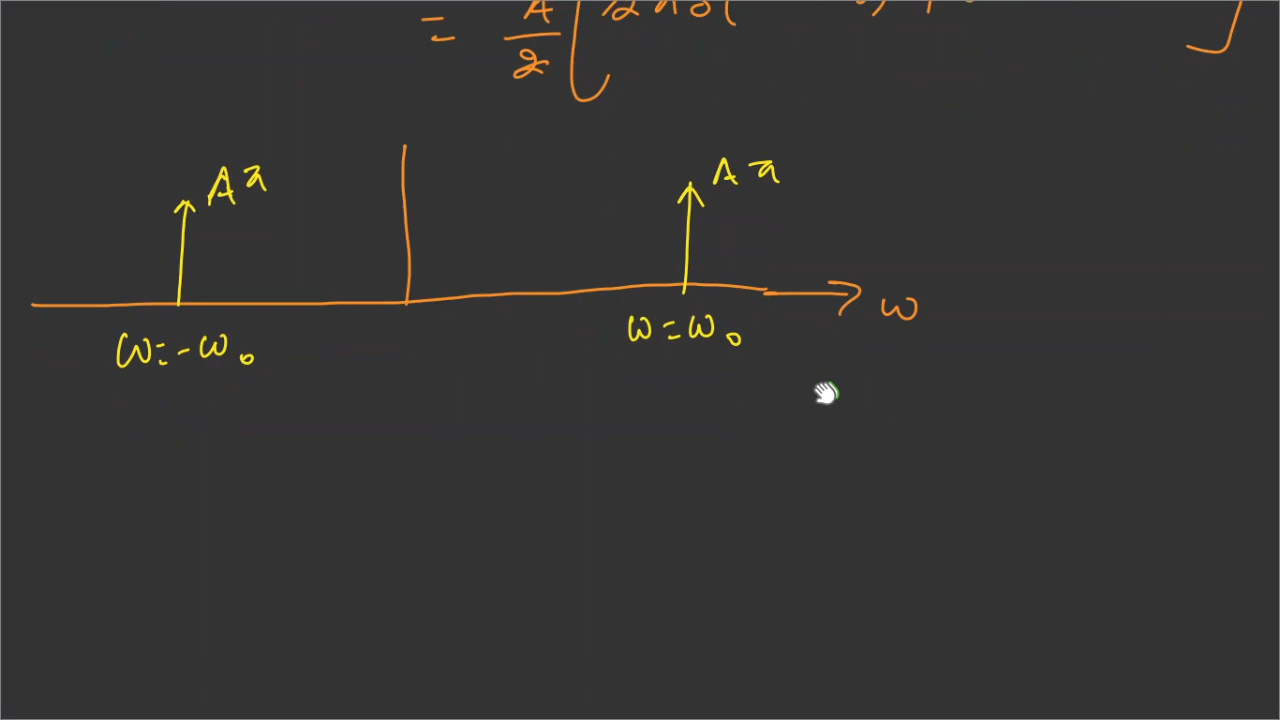 = A/2 [ 2πδ(
Aπ Aπ
ω
ω=-ω₀ ω=ω₀